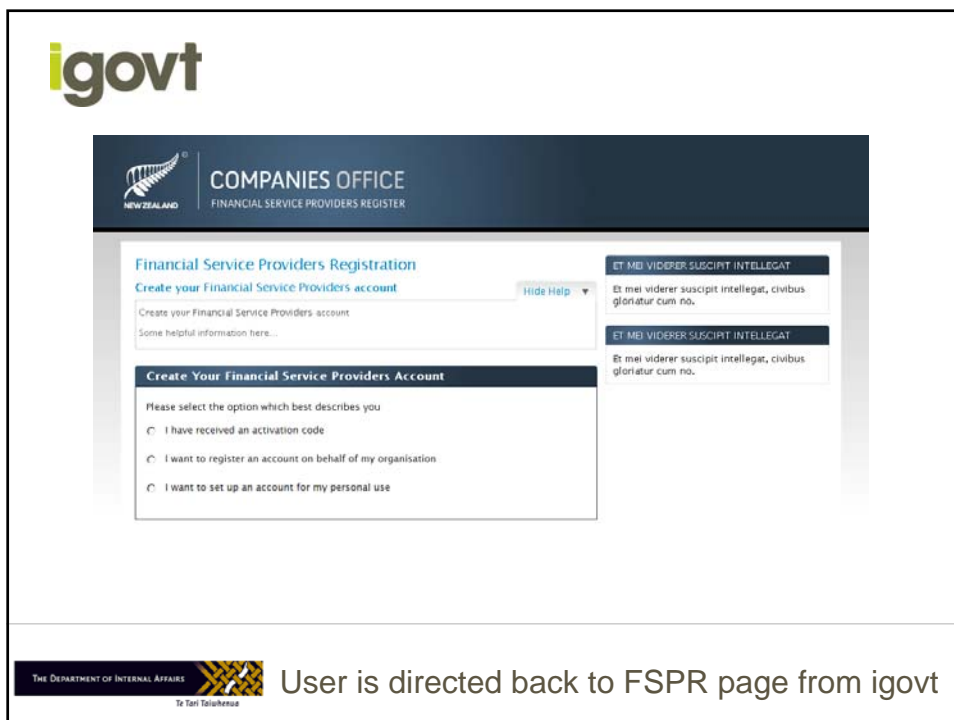 igovt
NEW ZEALAND
COMPANIES OFFICE
FINANCIAL SERVICE PROVIDERS REGISTER
Financial Service Providers Registration
Create your Financial Service Providers account
Hide Help
Create your Financial Service Providers account
Some helpful information here...
Create Your Financial Service Providers Account
Please select the option which best describes you
I have received an activation code
I want to register an account on behalf of my organisation
I want to set up an account for my personal use
ET MEI VIDERER SUSCIPIT INTELLEGAT
Et mei viderer suscipit intellegat, civibus
gloriatur cum no.
ET MEI VIDERER SUSCIPIT INTELLEGAT
Et mei viderer suscipit intellegat, civibus
gloriatur cum no.
THE DEPARTMENT OF INTERNAL AFFAIRS
Te Tari Taiwhenua
User is directed back to FSPR page from igovt